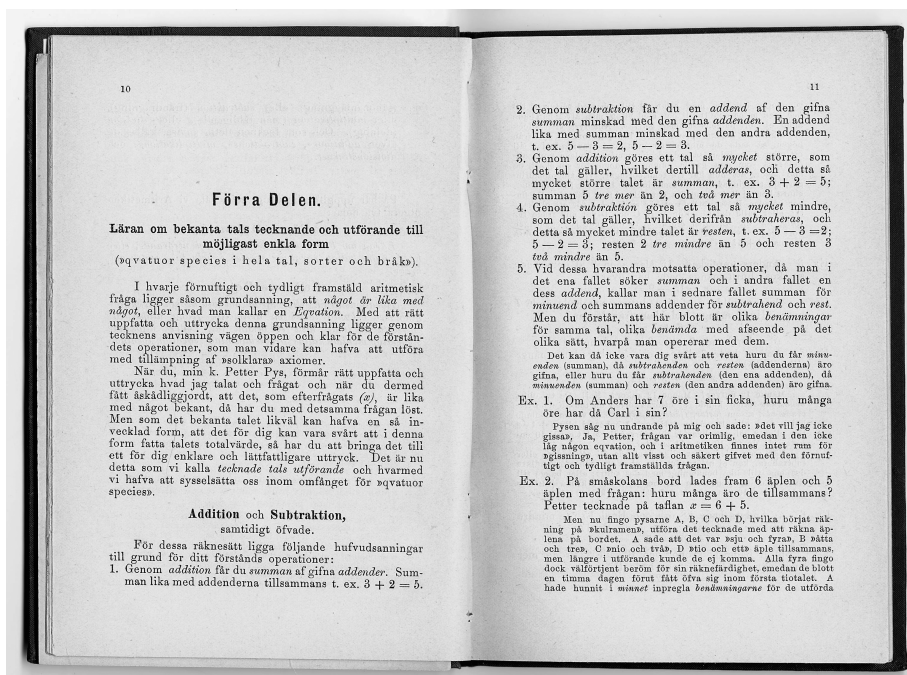 10
Förra Delen.
Läran om bekanta tals tecknande och utförande till
möjligast enkla form
(»qvatuor species i hela tal, sorter och bråk»).
I hvarje förnuftigt och tydligt framstäld aritmetisk
fråga ligger såsom grundsanning, att något är lika med
något, eller hvad man kallar en Eqvation. Med att rätt
uppfatta och uttrycka denna grundsanning ligger genom
tecknens anvisning vägen öppen och klar för de förstån-
dets operationer, som man vidare kan hafva att utföra
med tillämpning af »solklara» axiomer.
När du, min k. Petter Pys, förmår rätt uppfatta och
uttrycka hvad jag talat och frågat och när du dermed
fått åskådliggjordt, att det, som efterfrågats (x), är lika
med något bekant, då har du med detsamma frågan löst.
Men som det bekanta talet likväl kan hafva en så in-
vecklad form, att det för dig kan vara svårt att i denna
form fatta talets totalvärde, så har du att bringa det till
ett för dig enklare och lättfattligare uttryck. Det är nu
detta som vi kalla tecknade tals utförande och hvarmed
vi hafva att sysselsätta oss inom omfånget för »qvatuor
species».
Addition och Subtraktion,
samtidigt öfvade.
För dessa räknesätt ligga följande hufvudsanningar
till grund för ditt förstånds operationer:
1. Genom addition får du summan af gifna addender. Sum-
man lika med addenderna tillsammans t. ex. 3 + 2 = 5.
11
2. Genom subtraktion får du en addend af den gifna
summan minskad med den gifna addenden. En addend
lika med summan minskad med den andra addenden,
t. ex. 5 — 3 = 2, 5 — 2 = 3.
3. Genom addition göres ett tal så mycket större, som
det tal gäller, hvilket dertill adderas, och detta så
mycket större talet är summan, t. ex. 3 + 2 = 5;
summan 5 tre mer än 2, och två mer än 3.
4. Genom subtraktion göres ett tal så mycket mindre,
som det tal gäller, hvilket derifrån subtraheras, och
detta så mycket mindre talet är resten, t. ex. 5 — 3 = 2;
5 — 2 = 3; resten 2 tre mindre än 5 och resten 3
två mindre än 5.
5. Vid dessa hvarandra motsatta operationer, då man i
det ena fallet söker summan och i andra fallet en
dess addend, kallar man i sednare fallet summan för
minuend och summans addender för subtrahend och rest.
Men du förstår, att här blott är olika benämningar
för samma tal, olika benämda med afseende på det
olika sätt, hvarpå man opererar med dem.
Det kan då icke vara dig svårt att veta huru du får minu-
enden (summan), då subtrahenden och resten (addenderna) äro
gifna, eller huru du får subtrahenden (den ena addenden), då
minuenden (summan) och resten (den andra addenden) äro gifna.
Ex. 1. Om Anders har 7 öre i sin ficka, huru många
öre har då Carl i sin?
Pysen såg nu undrande på mig och sade: »det vill jag icke
gissa», Ja, Petter, frågan var orimlig, emedan i den icke
låg någon eqvation, och i aritmetiken finnes intet rum för
»gissning», utan allt visst och säkert gifvet med den förnuf-
tigt och tydligt framställda frågan.
Ex. 2. På småskolans bord lades fram 6 äplen och 5
äplen med frågan: huru många äro de tillsammans?
Petter tecknade på taflan x = 6 + 5.
Men nu fingo pysarne A, B, C och D, hvilka börjat räk-
ning på »kulramen», utföra det tecknade med att räkna äp-
lena på bordet. A sade att det var »sju och fyra», B »åtta
och tre», C »nio och två», D »tio och ett» äple tillsammans,
men längre i utförande kunde de ej komma. Alla fyra fingo
dock välförtjent beröm för sin räknefärdighet, emedan de blott
en timma dagen förut fått öfva sig inom första tiotalet. A
hade hunnit i minnet inpregla benämningarne för de utförda